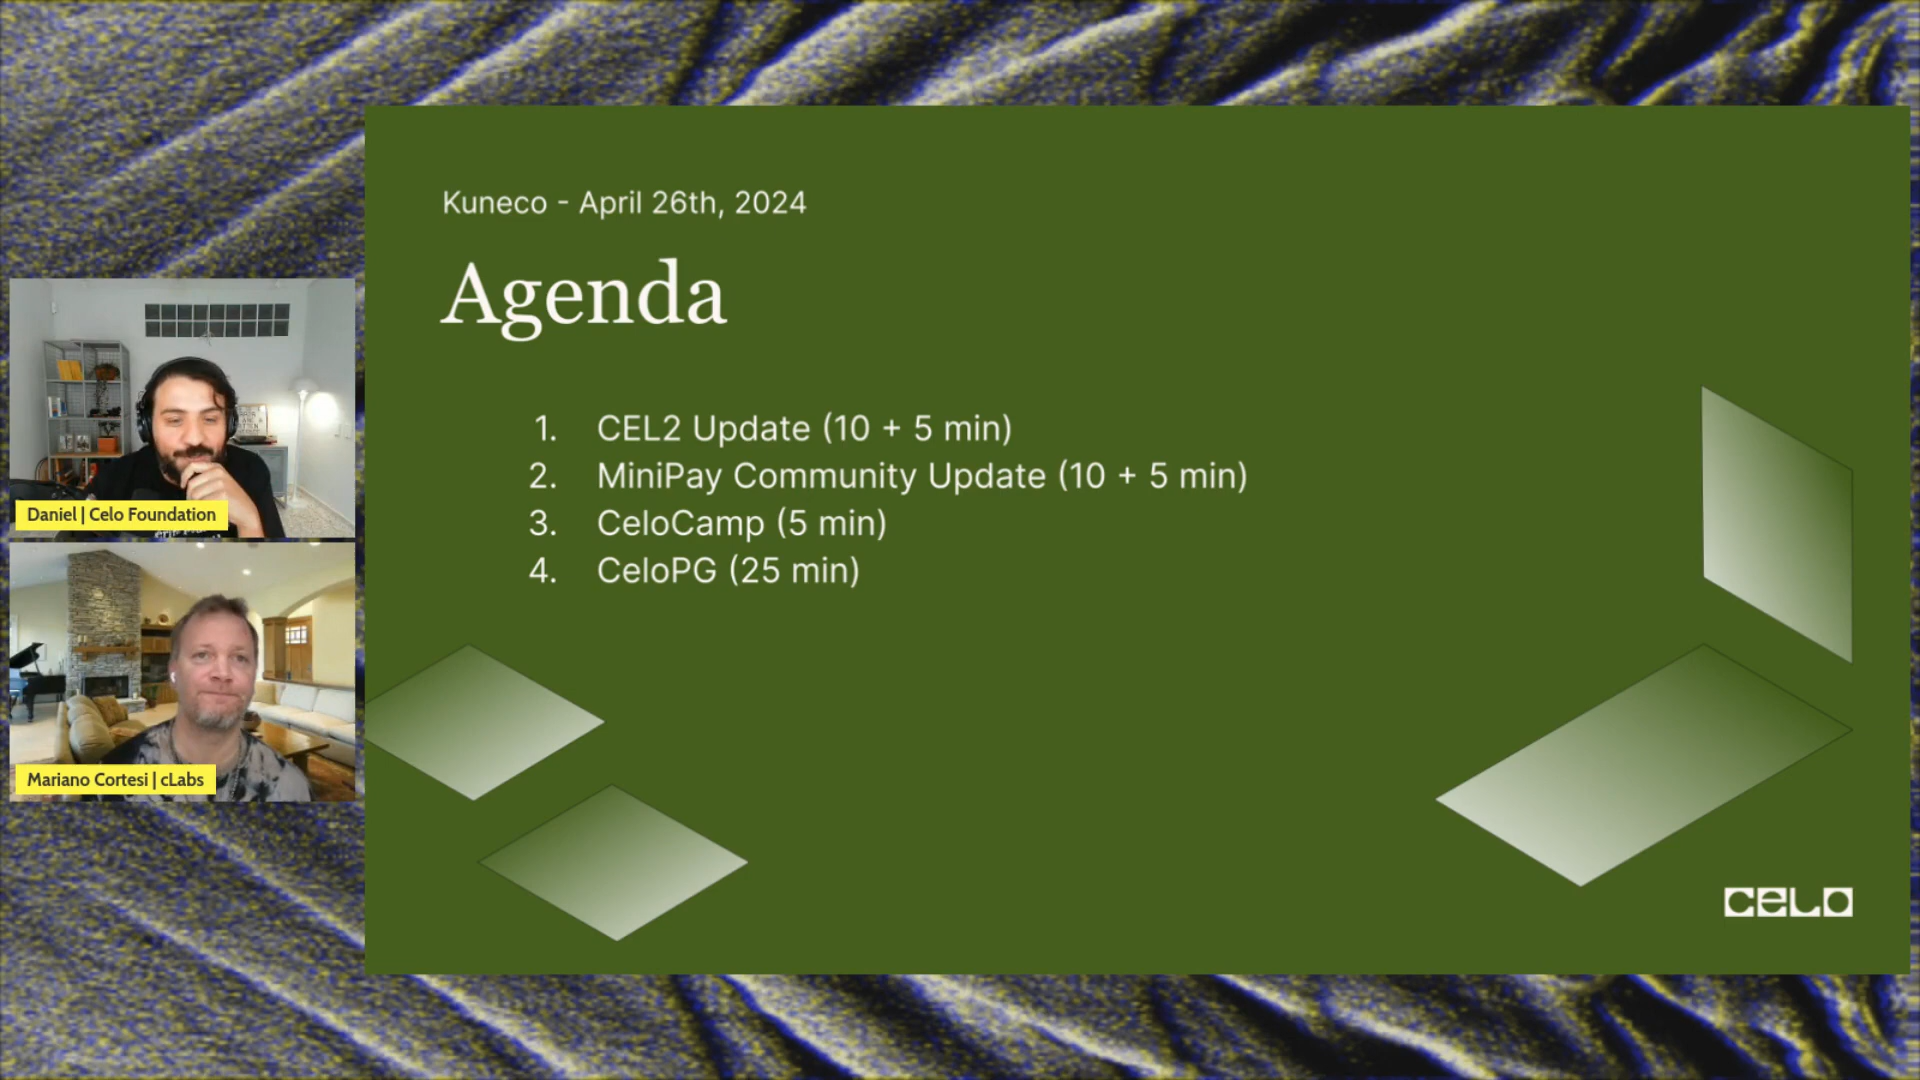 Kuneco - April 26th, 2024
Agenda
1. CEL2 Update (10 + 5 min)
2. MiniPay Community Update (10 + 5 min)
3. CeloCamp (5 min)
4. CeloPG (25 min)
Daniel | Celo Foundation
Mariano Cortesi | cLabs
CELO